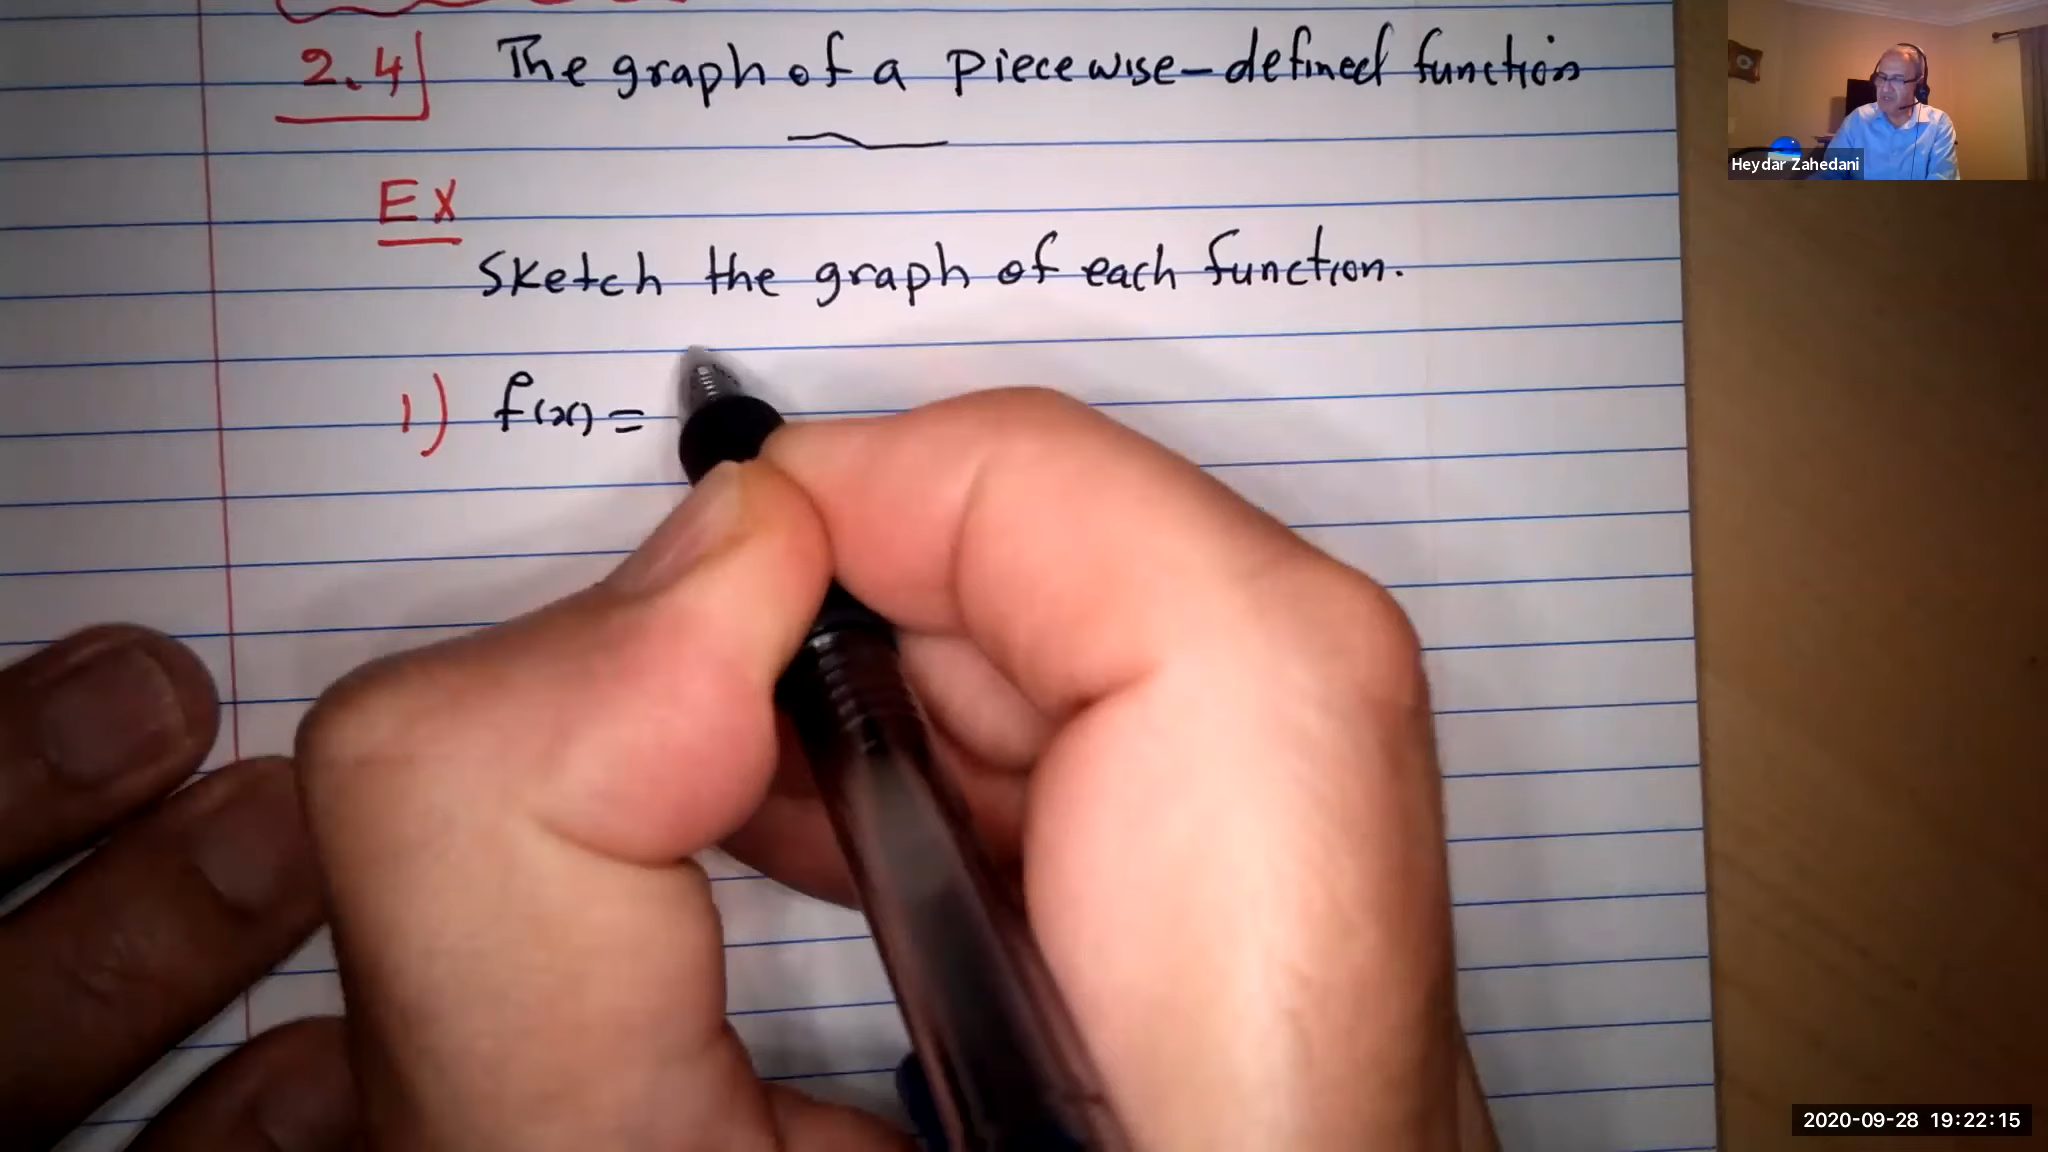 2.4 The graph of a piecewise-defined function
Ex
Sketch the graph of each function.
1) f(x) =
Heydar Zahedani
2020-09-28 19:22:15